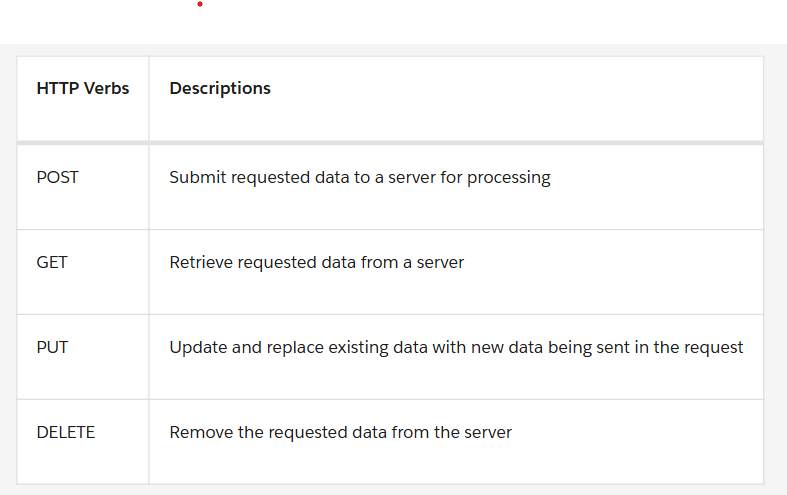 HTTP Verbs Descriptions
POST Submit requested data to a server for processing
GET Retrieve requested data from a server
PUT Update and replace existing data with new data being sent in the request
DELETE Remove the requested data from the server